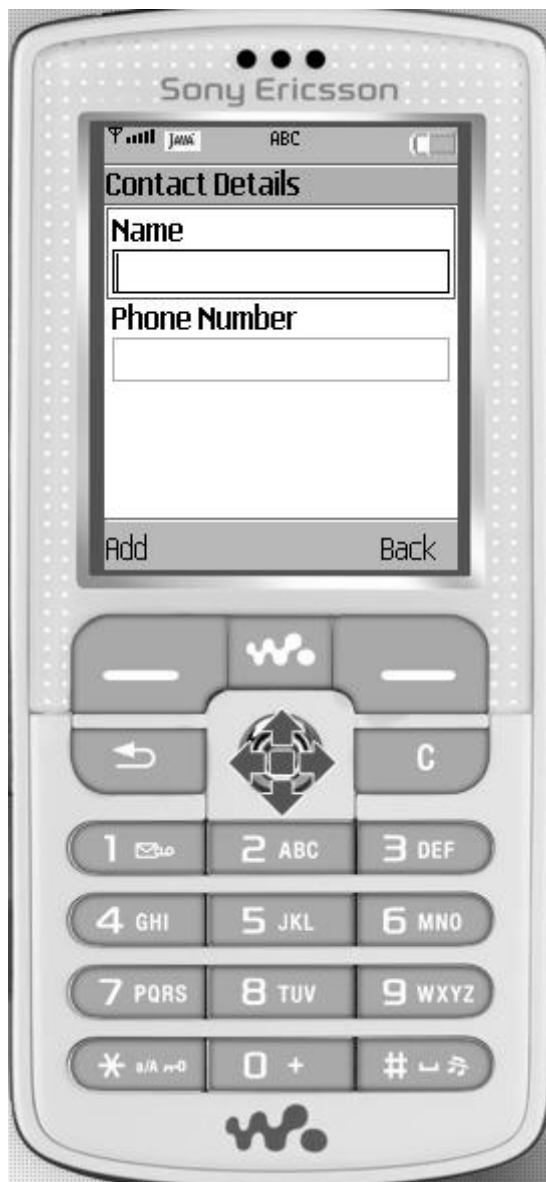 Sony Ericsson
JAVA ABC
Contact Details
Name
Phone Number
Add Back
C
1 2 ABC 3 DEF
4 GHI 5 JKL 6 MNO
7 PQRS 8 TUV 9 WXYZ
* a/A 0 + #